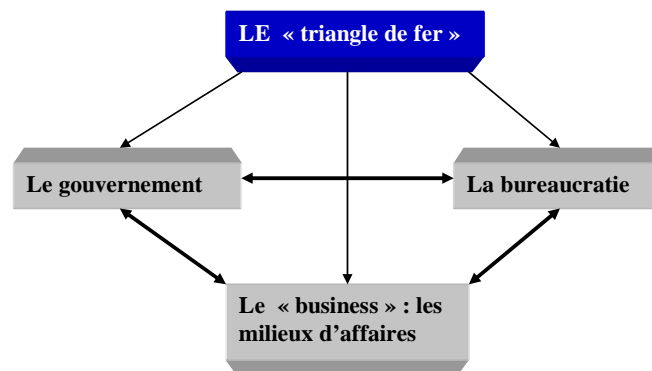 LE « triangle de fer »
Le gouvernement
La bureaucratie
Le « business » : les
milieux d’affaires